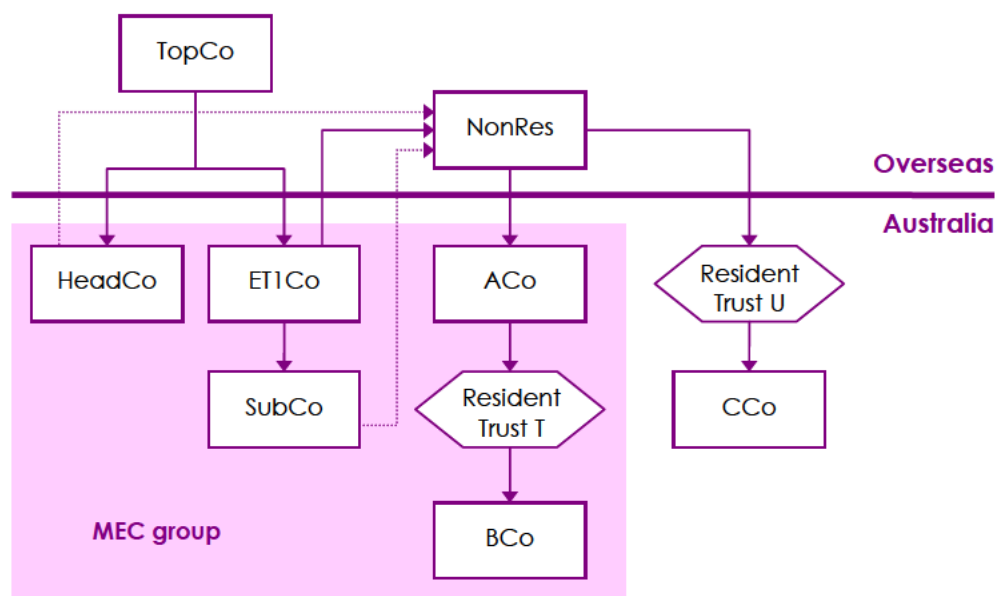 TopCo
NonRes
Overseas
Australia
HeadCo
ET1Co
ACo
Resident
Trust U
SubCo
Resident
Trust T
CCo
MEC group
BCo